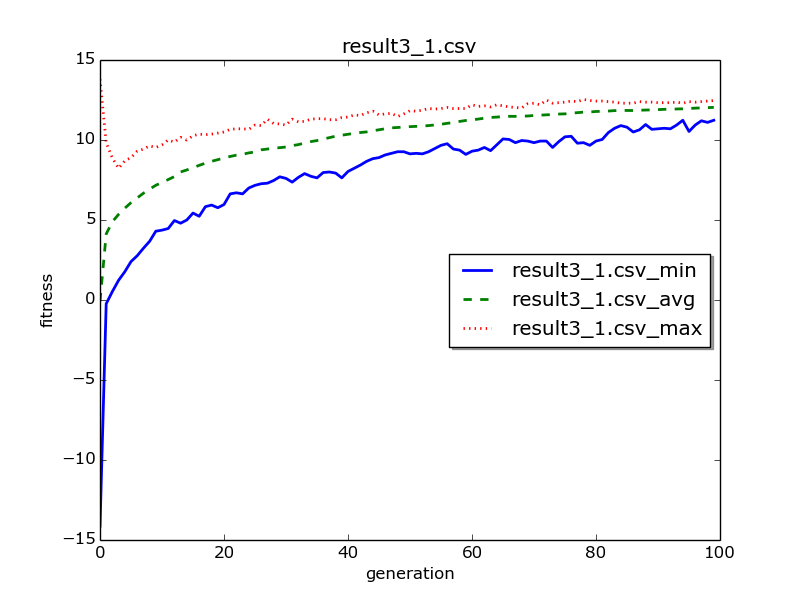 result3_1.csv
15
10
5
0
−5
−10
−15
fitness
result3_1.csv_min
result3_1.csv_avg
result3_1.csv_max
0 20 40 60 80 100
generation